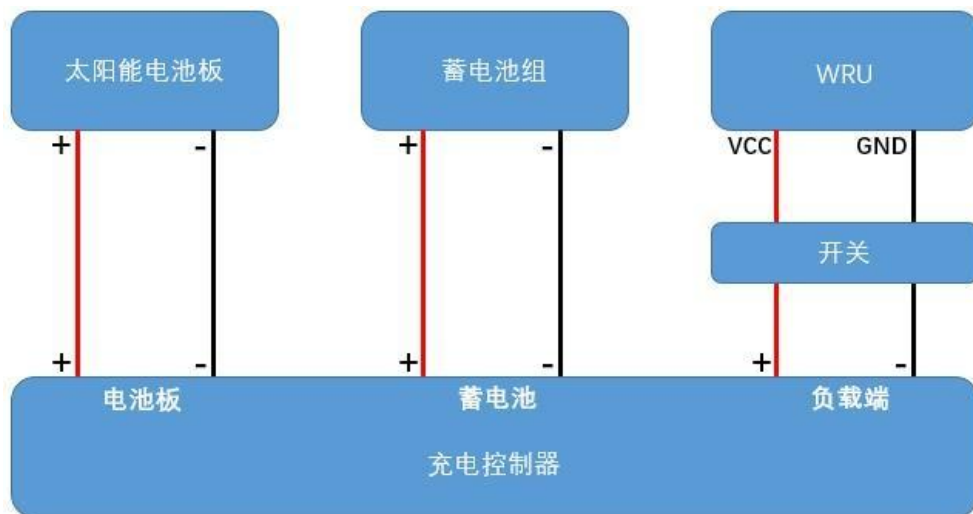 太阳能电池板 蓄电池组 WRU
+ - + - VCC GND
开关
+ - + - + -
电池板 蓄电池 负载端
充电控制器